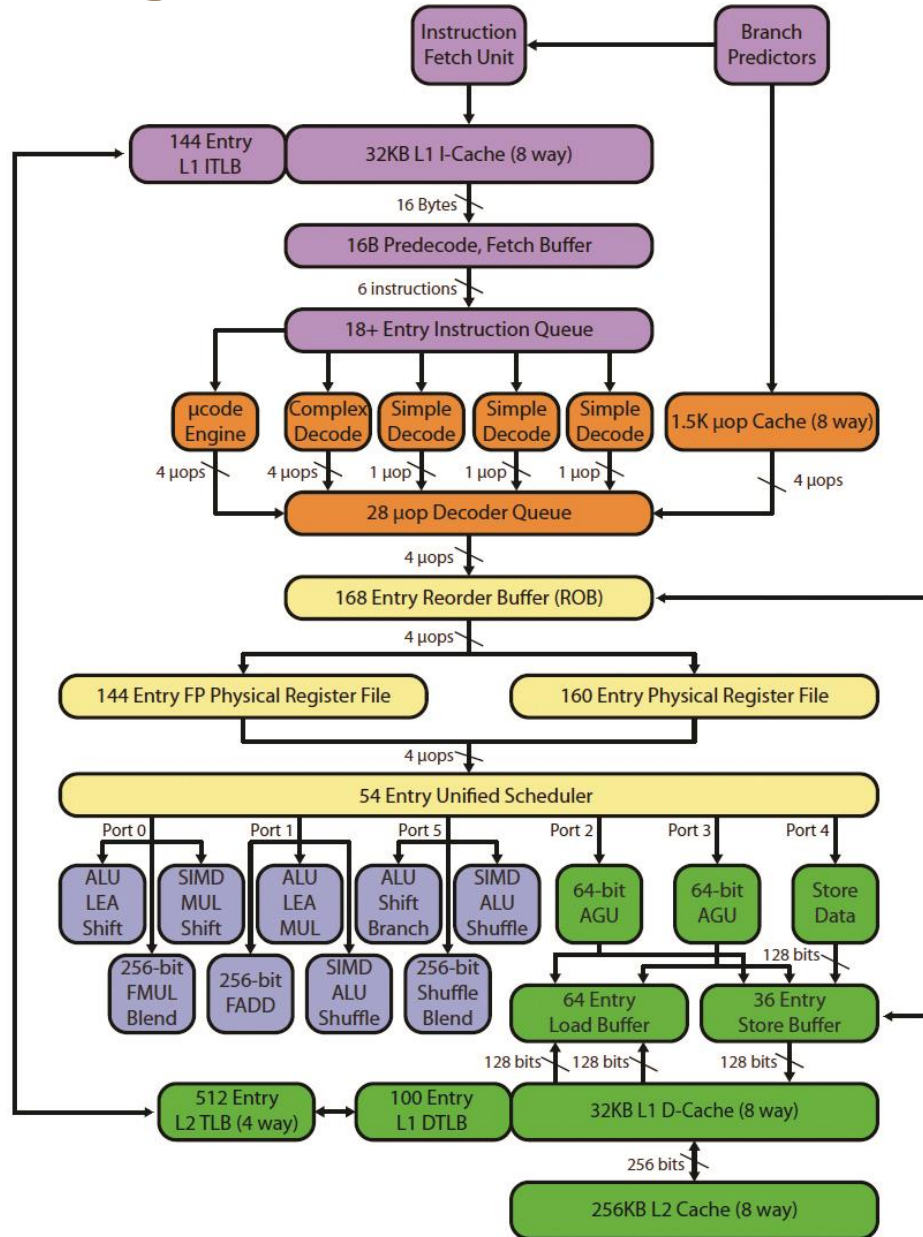 Instruction
Fetch Unit
Branch
Predictors
144 Entry
L1 ITLB
32KB L1 I-Cache (8 way)
16 Bytes
16B Predecode, Fetch Buffer
6 instructions
18+ Entry Instruction Queue
µcode
Engine
Complex
Decode
Simple
Decode
Simple
Decode
Simple
Decode
1.5K µop Cache (8 way)
4 µops
4 µops
1 µop
1 µop
1 µop
4 µops
28 µop Decoder Queue
4 µops
168 Entry Reorder Buffer (ROB)
4 µops
144 Entry FP Physical Register File
160 Entry Physical Register File
4 µops
54 Entry Unified Scheduler
Port 0
Port 1
Port 5
Port 2
Port 3
Port 4
ALU
LEA
Shift
SIMD
MUL
Shift
ALU
LEA
MUL
ALU
Shift
Branch
SIMD
ALU
Shuffle
64-bit
AGU
64-bit
AGU
Store
Data
256-bit
FMUL
Blend
256-bit
FADD
SIMD
ALU
Shuffle
256-bit
Shuffle
Blend
128 bits
64 Entry
Load Buffer
36 Entry
Store Buffer
128 bits
128 bits
128 bits
512 Entry
L2 TLB (4 way)
100 Entry
L1 DTLB
32KB L1 D-Cache (8 way)
256 bits
256KB L2 Cache (8 way)